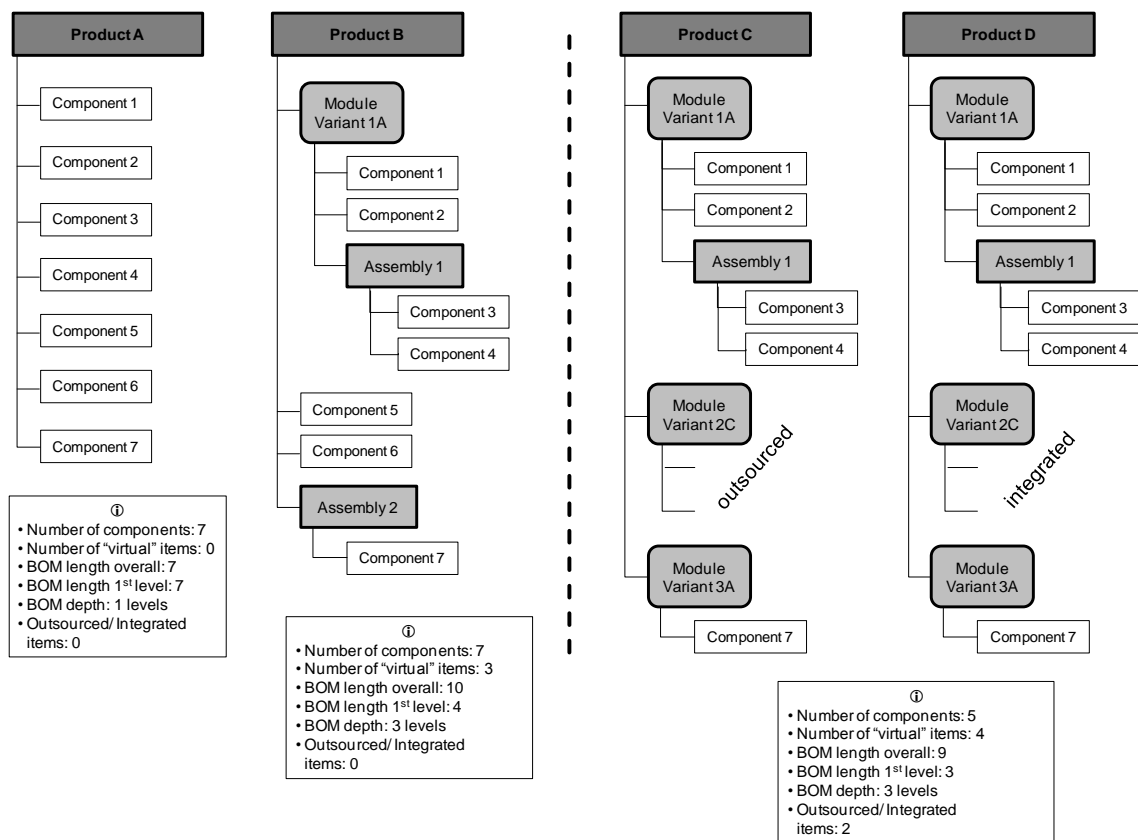 Product A
Component 1
Component 2
Component 3
Component 4
Component 5
Component 6
Component 7
🛈
• Number of components: 7
• Number of “virtual” items: 0
• BOM length overall: 7
• BOM length 1st level: 7
• BOM depth: 1 levels
• Outsourced/ Integrated
items: 0
Product B
Module
Variant 1A
Component 1
Component 2
Assembly 1
Component 3
Component 4
Component 5
Component 6
Assembly 2
Component 7
🛈
• Number of components: 7
• Number of “virtual” items: 3
• BOM length overall: 10
• BOM length 1st level: 4
• BOM depth: 3 levels
• Outsourced/ Integrated
items: 0
Product C
Module
Variant 1A
Component 1
Component 2
Assembly 1
Component 3
Component 4
Module
Variant 2C
outsourced
Module
Variant 3A
Component 7
Product D
Module
Variant 1A
Component 1
Component 2
Assembly 1
Component 3
Component 4
Module
Variant 2C
integrated
Module
Variant 3A
Component 7
🛈
• Number of components: 5
• Number of “virtual” items: 4
• BOM length overall: 9
• BOM length 1st level: 3
• BOM depth: 3 levels
• Outsourced/ Integrated
items: 2